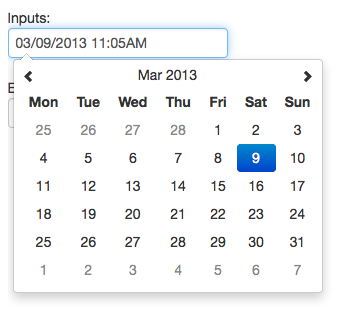 Inputs:
03/09/2013 11:05AM
Mar 2013
Mon Tue Wed Thu Fri Sat Sun
25 26 27 28 1 2 3
4 5 6 7 8 9 10
11 12 13 14 15 16 17
18 19 20 21 22 23 24
25 26 27 28 29 30 31
1 2 3 4 5 6 7